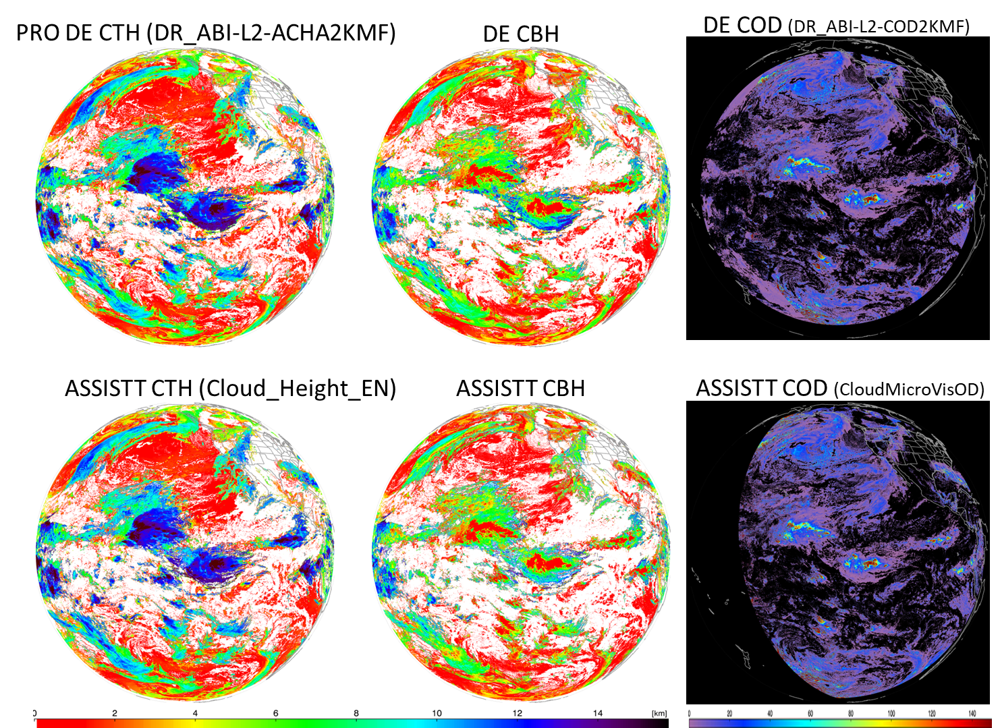 PRO DE CTH (DR_ABI-L2-ACHA2KMF)
DE CBH
DE COD (DR_ABI-L2-COD2KMF)
ASSISTT CTH (Cloud_Height_EN)
ASSISTT CBH
ASSISTT COD (CloudMicroVisOD)
0 2 4 6 8 10 12 14 [km]
0 20 40 60 80 100 120 140